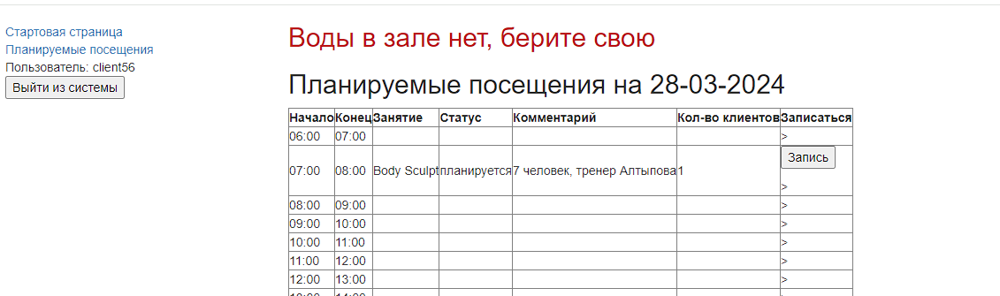 Стартовая страница
Планируемые посещения
Пользователь: client56
Выйти из системы
Воды в зале нет, берите свою
Планируемые посещения на 28-03-2024
Начало Конец Занятие Статус Комментарий Кол-во клиентов Записаться
06:00 07:00 >
07:00 08:00 Body Sculpt планируется 7 человек, тренер Алтыпова 1 Запись
>
08:00 09:00 >
09:00 10:00 >
10:00 11:00 >
11:00 12:00 >
12:00 13:00 >